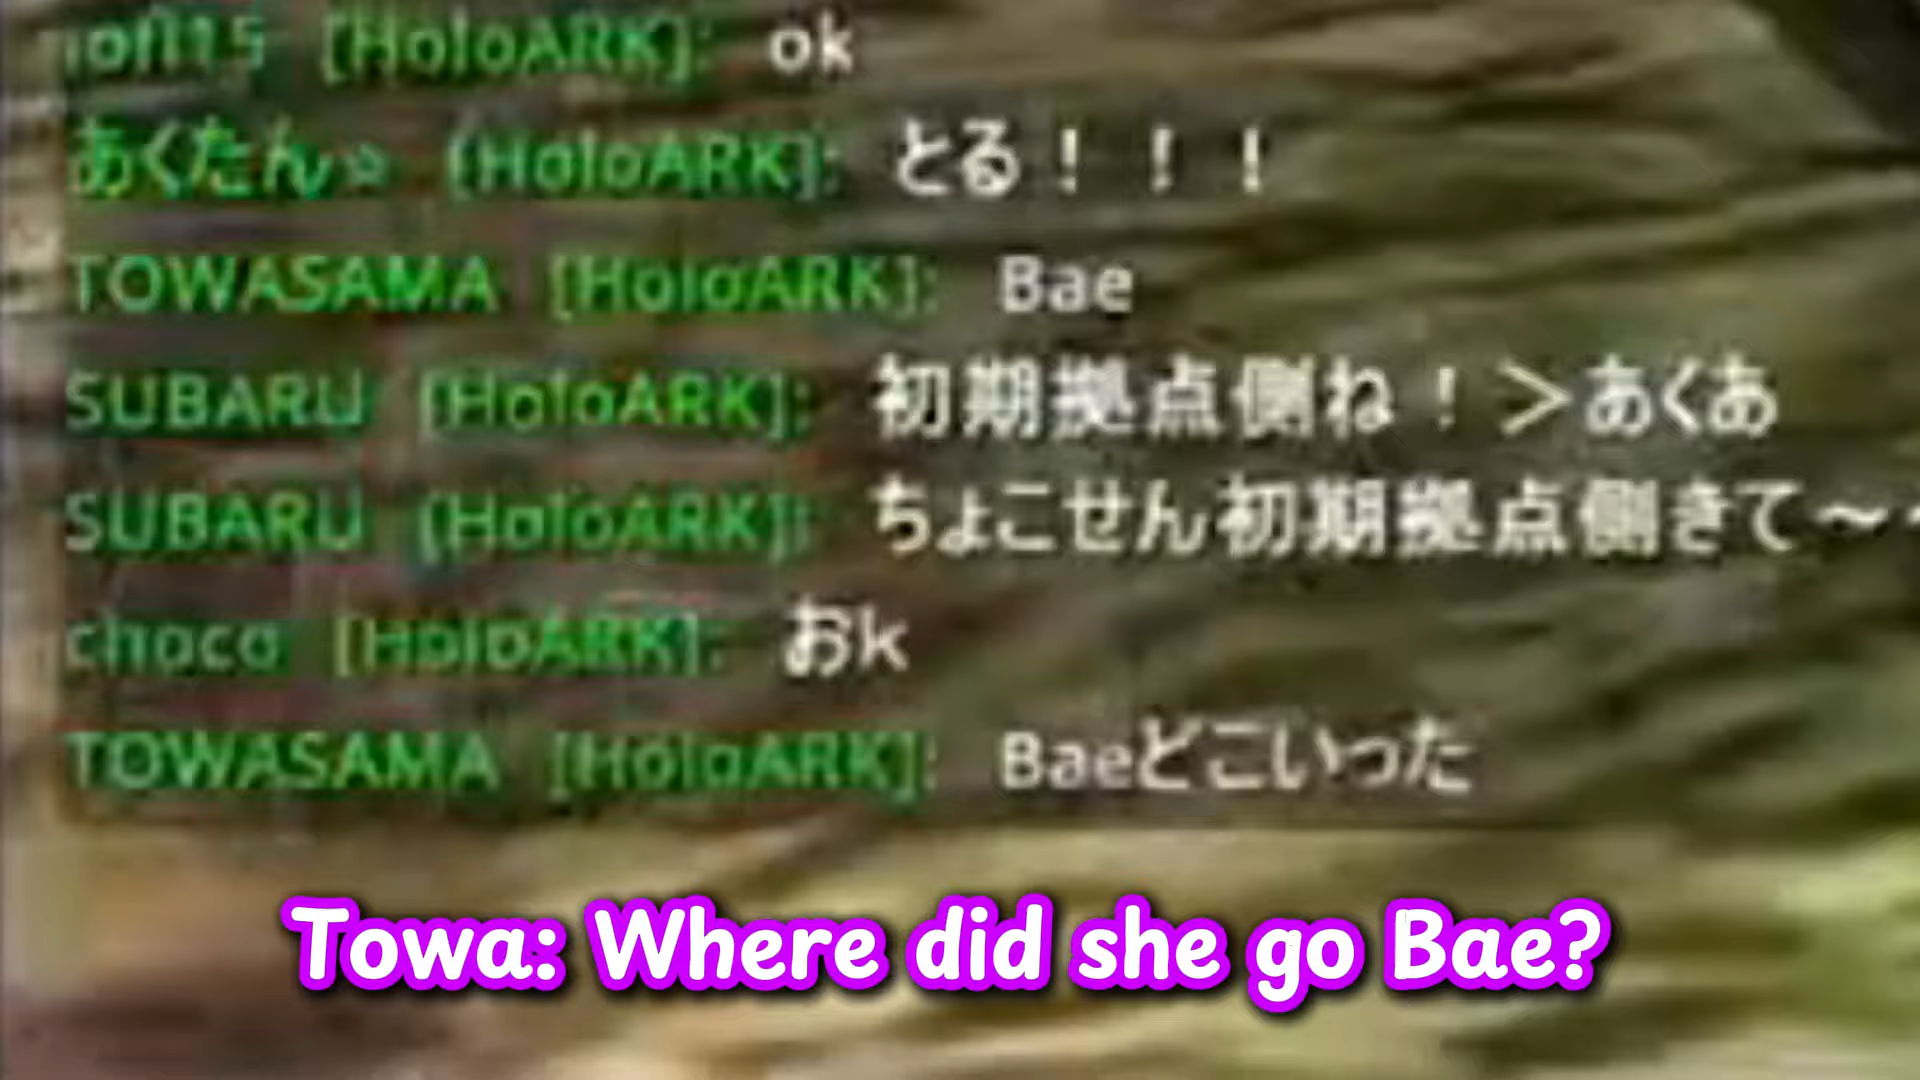 [HoloARK]: ok
あくたん☆ [HoloARK]: とる！！！
TOWASAMA [HoloARK]: Bae
SUBARU [HoloARK]: 初期拠点側ね！＞あくあ
SUBARU [HoloARK]: ちょこせん初期拠点側きて～
choco [HoloARK]: おk
TOWASAMA [HoloARK]: Baeどこいった
Towa: Where did she go Bae?